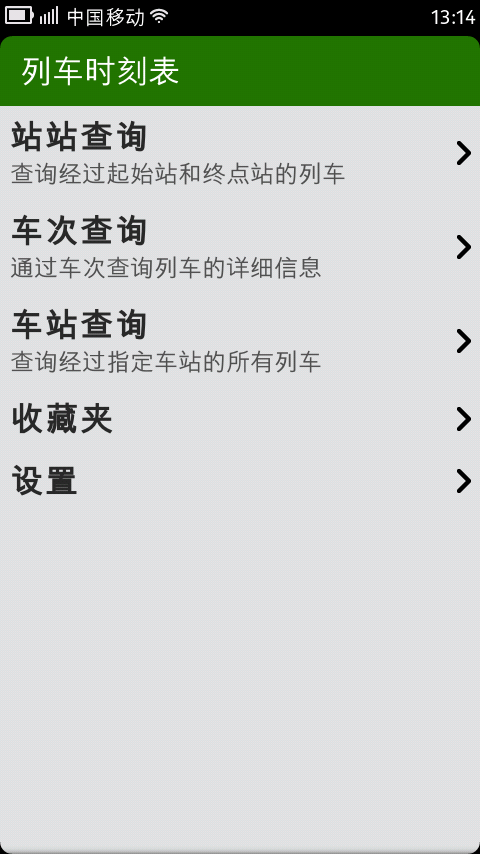 中国移动 13:14
列车时刻表
站站查询
查询经过起始站和终点站的列车
车次查询
通过车次查询列车的详细信息
车站查询
查询经过指定车站的所有列车
收藏夹
设置